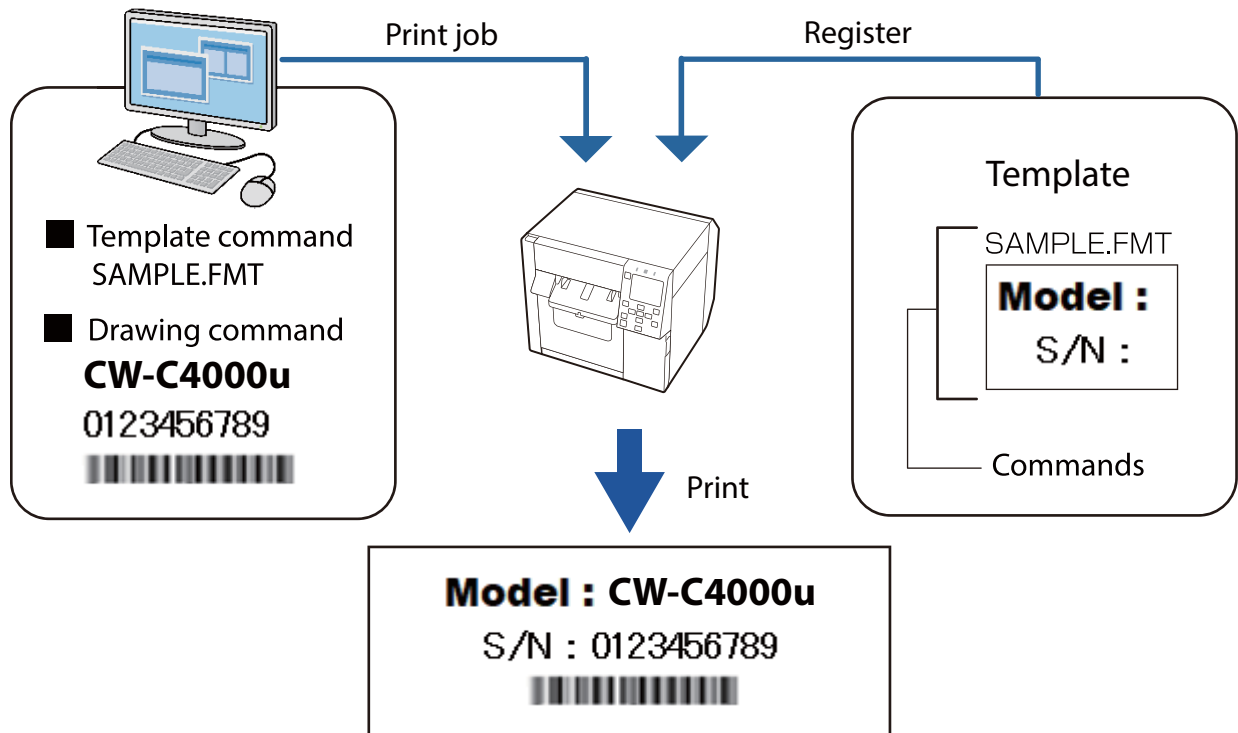 Print job
Register
Template command
SAMPLE.FMT
Drawing command
CW-C4000u
0123456789
Template
SAMPLE.FMT
Model :
S/N :
Commands
Print
Model : CW-C4000u
S/N : 0123456789